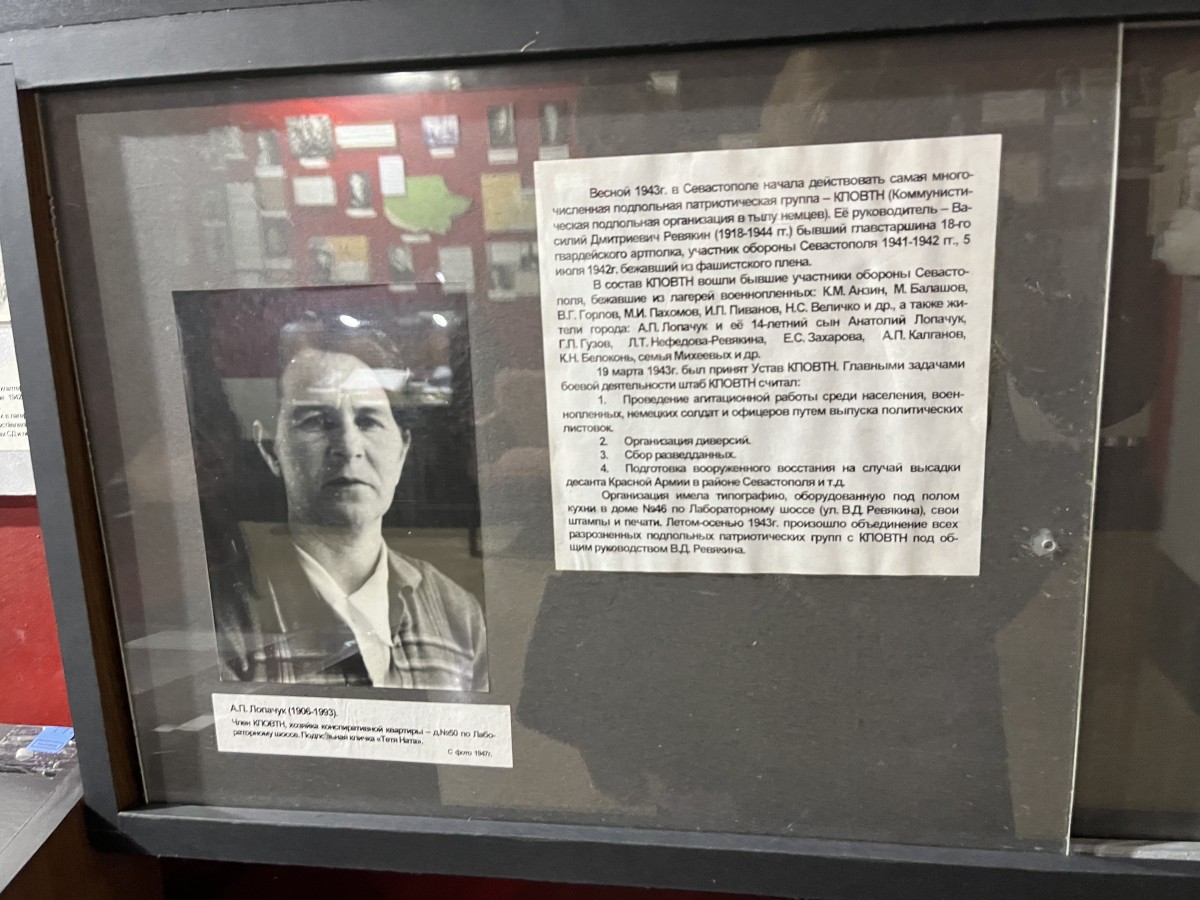 Весной 1943г. в Севастополе начала действовать самая много-
численная подпольная патриотическая группа – КПОВТН (Коммунисти-
ческая подпольная организация в тылу немцев). Её руководитель – Ва-
силий Дмитриевич Ревякин (1918-1944 гг.) бывший главстаршина 18-го
гвардейского артполка, участник обороны Севастополя 1941-1942 гг., 5
июля 1942г. бежавший из фашистского плена.
В состав КПОВТН вошли бывшие участники обороны Севасто-
поля, бежавшие из лагерей военнопленных: К.М. Анзин, М. Балашов,
В.Г. Горлов, М.И. Пахомов, И.П. Пиванов, Н.С. Величко и др., а также жи-
тели города: А.П. Лопачук и её 14-летний сын Анатолий Лопачук,
Г.П. Гузов, Л.Т. Нефедова-Ревякина, Е.С. Захарова, А.П. Калганов,
К.Н. Белоконь, семья Михеевых и др.
19 марта 1943г. был принят Устав КПОВТН. Главными задачами
боевой деятельности штаб КПОВТН считал:
1. Проведение агитационной работы среди населения, воен-
нопленных, немецких солдат и офицеров путем выпуска политических
листовок.
2. Организация диверсий.
3. Сбор разведданных.
4. Подготовка вооруженного восстания на случай высадки
десанта Красной Армии в районе Севастополя и т.д.
Организация имела типографию, оборудованную под полом
кухни в доме №46 по Лабораторному шоссе (ул. В.Д. Ревякина), свои
штампы и печати. Летом-осенью 1943г. произошло объединение всех
разрозненных подпольных патриотических групп с КПОВТН под об-
щим руководством В.Д. Ревякина.
А.П. Лопачук (1906-1993).
Член КПОВТН, хозяйка конспиративной квартиры – д.№50 по Лабо-
раторному шоссе. Подпольная кличка «Тетя Ната».
С фото 1947г.